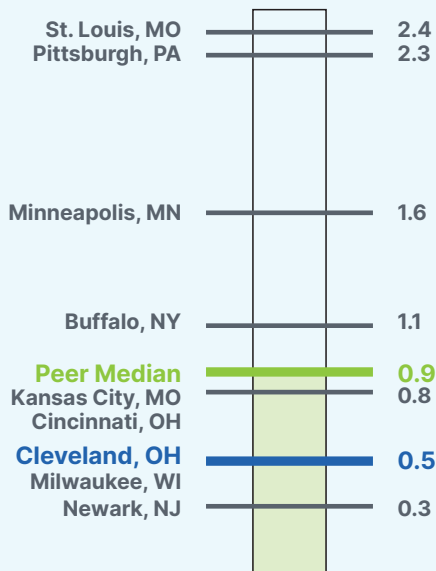 St. Louis, MO 2.4
Pittsburgh, PA 2.3
Minneapolis, MN 1.6
Buffalo, NY 1.1
Peer Median 0.9
Kansas City, MO 0.8
Cincinnati, OH
Cleveland, OH 0.5
Milwaukee, WI
Newark, NJ 0.3